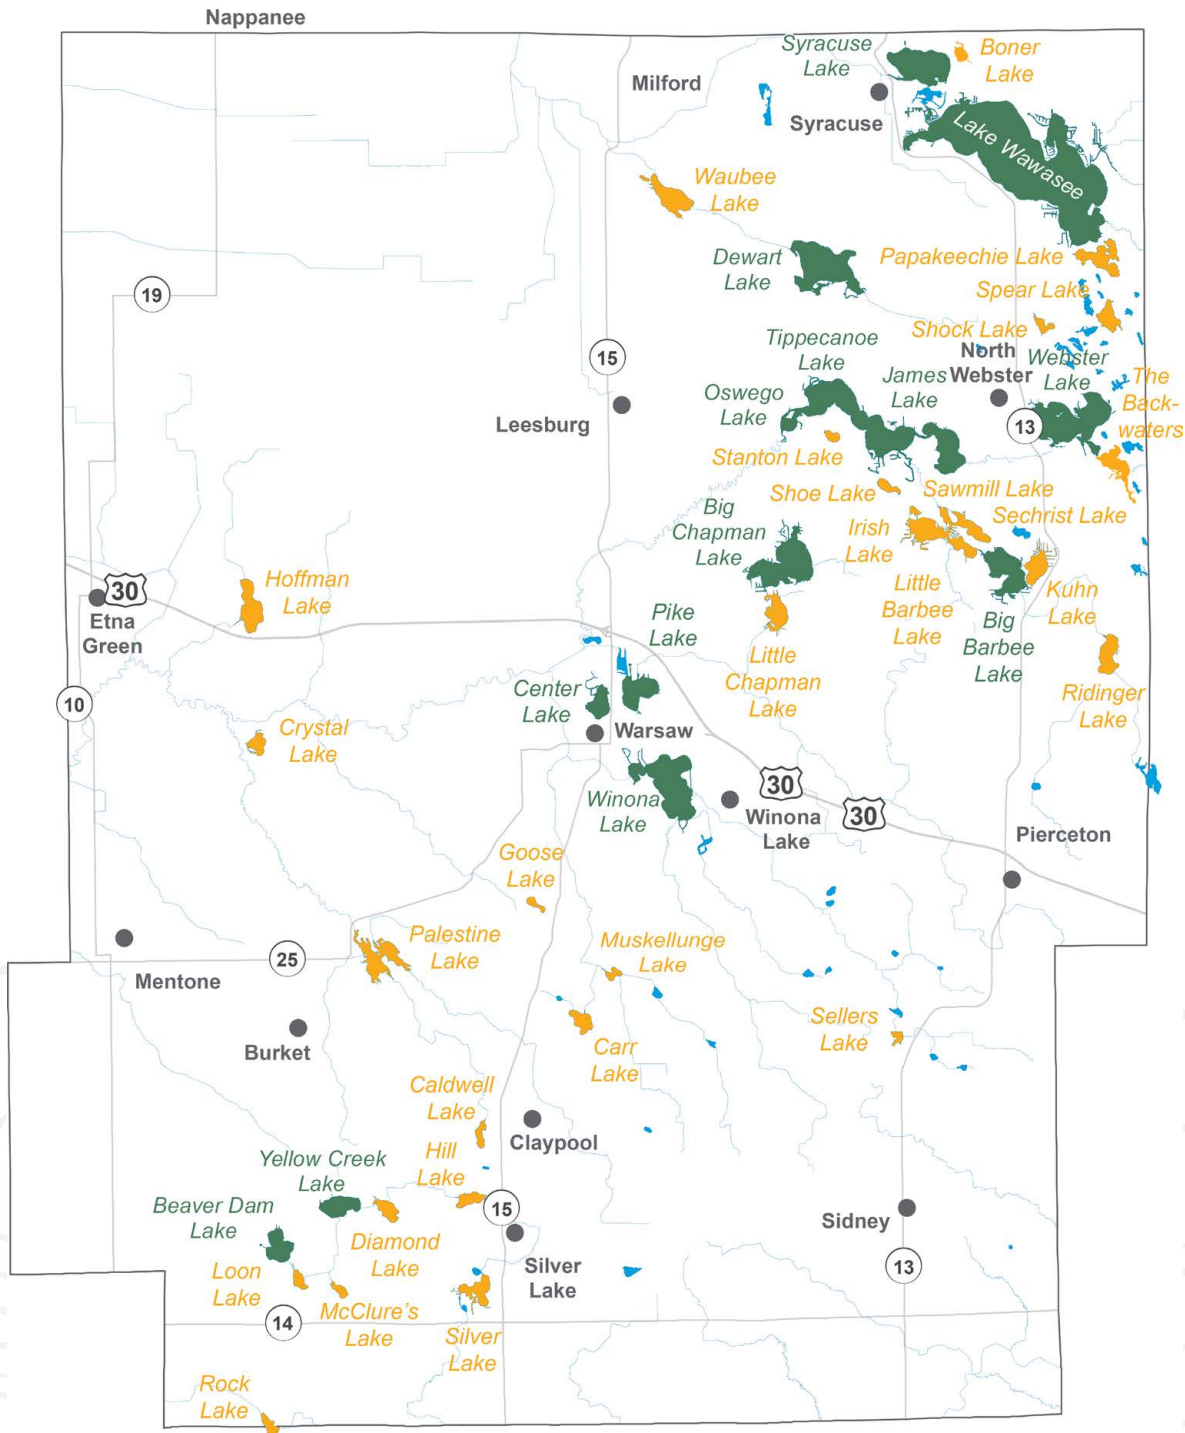 Nappanee
Syracuse
Lake
Boner
Lake
Milford
Syracuse
Lake Wawasee
Waubee
Lake
Dewart
Lake
Papakeechie Lake
Spear Lake
19
Shock Lake
Tippecanoe
Lake
15
North
Webster
Webster
Lake
James
Lake
The
Back-
waters
Oswego
Lake
Leesburg
13
Stanton Lake
Shoe Lake
Sawmill Lake
Sechrist Lake
Big
Chapman
Lake
Irish
Lake
30
Etna
Green
Hoffman
Lake
Little
Barbee
Lake
Kuhn
Lake
Pike
Lake
Big
Barbee
Lake
Little
Chapman
Lake
Center
Lake
Ridinger
Lake
10
Crystal
Lake
Warsaw
Winona
Lake
30
30
Winona
Lake
Pierceton
Goose
Lake
Palestine
Lake
Muskellunge
Lake
25
Mentone
Sellers
Lake
Burket
Carr
Lake
Caldwell
Lake
Claypool
Hill
Lake
Yellow Creek
Lake
Beaver Dam
Lake
15
Sidney
Diamond
Lake
Silver
Lake
13
Loon
Lake
McClure's
Lake
14
Silver
Lake
Rock
Lake